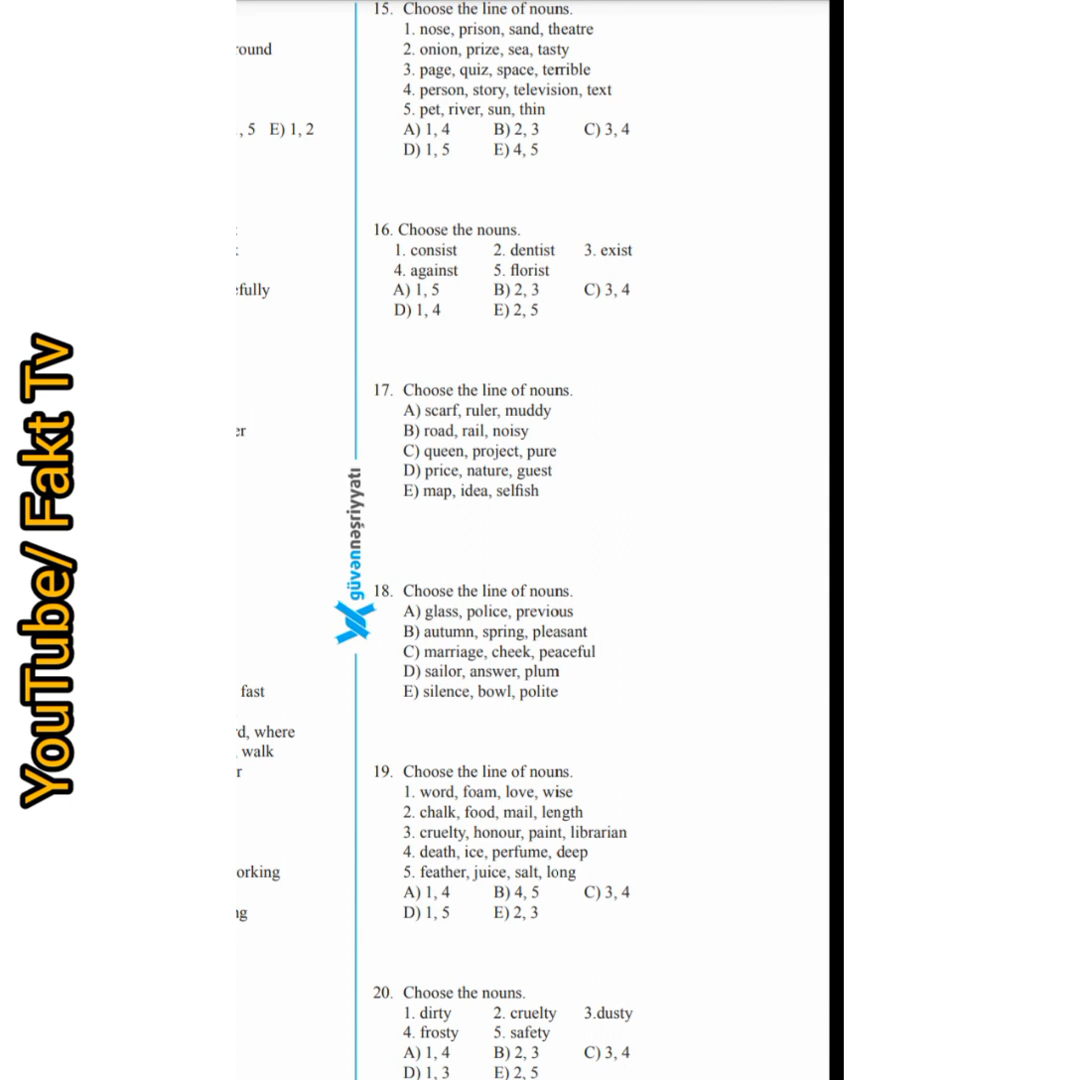 YouTube/ Fakt Tv
güvənnəşriyyatı
, 5 E) 1, 2
fast
where
walk
15. Choose the line of nouns.
1. nose, prison, sand, theatre
2. onion, prize, sea, tasty
3. page, quiz, space, terrible
4. person, story, television, text
5. pet, river, sun, thin
A) 1, 4 B) 2, 3 C) 3, 4
D) 1, 5 E) 4, 5
16. Choose the nouns.
1. consist 2. dentist 3. exist
4. against 5. florist
A) 1, 5 B) 2, 3 C) 3, 4
D) 1, 4 E) 2, 5
17. Choose the line of nouns.
A) scarf, ruler, muddy
B) road, rail, noisy
C) queen, project, pure
D) price, nature, guest
E) map, idea, selfish
18. Choose the line of nouns.
A) glass, police, previous
B) autumn, spring, pleasant
C) marriage, cheek, peaceful
D) sailor, answer, plum
E) silence, bowl, polite
19. Choose the line of nouns.
1. word, foam, love, wise
2. chalk, food, mail, length
3. cruelty, honour, paint, librarian
4. death, ice, perfume, deep
5. feather, juice, salt, long
A) 1, 4 B) 4, 5 C) 3, 4
D) 1, 5 E) 2, 3
20. Choose the nouns.
1. dirty 2. cruelty 3.dusty
4. frosty 5. safety
A) 1, 4 B) 2, 3 C) 3, 4
D) 1, 3 E) 2, 5